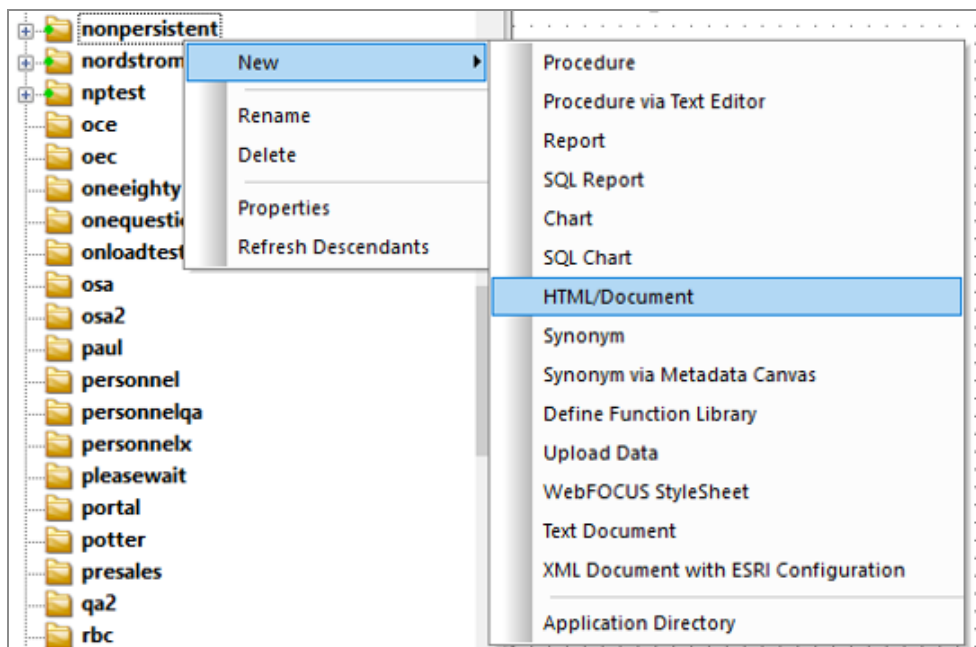 nonpersistent
nordstrom
nptest
oce
oec
oneeighty
onequesti
onloadtest
osa
osa2
paul
personnel
personnelqa
personnelx
pleasewait
portal
potter
presales
qa2
rbc
New
Rename
Delete
Properties
Refresh Descendants
Procedure
Procedure via Text Editor
Report
SQL Report
Chart
SQL Chart
HTML/Document
Synonym
Synonym via Metadata Canvas
Define Function Library
Upload Data
WebFOCUS StyleSheet
Text Document
XML Document with ESRI Configuration
Application Directory